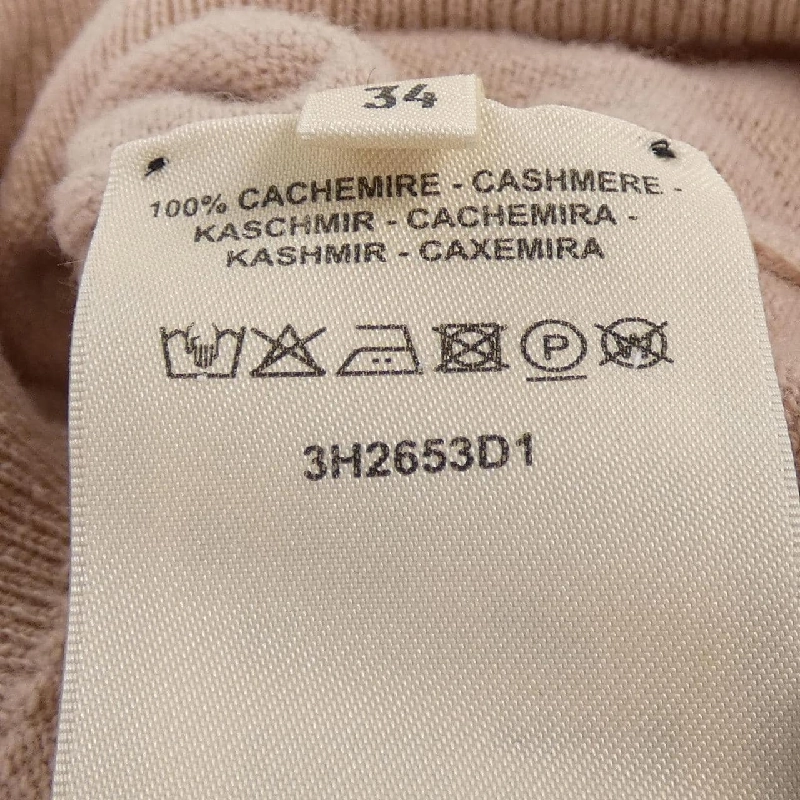 34
100% CACHEMIRE - CASHMERE -
KASCHMIR - CACHEMIRA -
KASHMIR - CAXEMIRA
P
W
3H2653D1